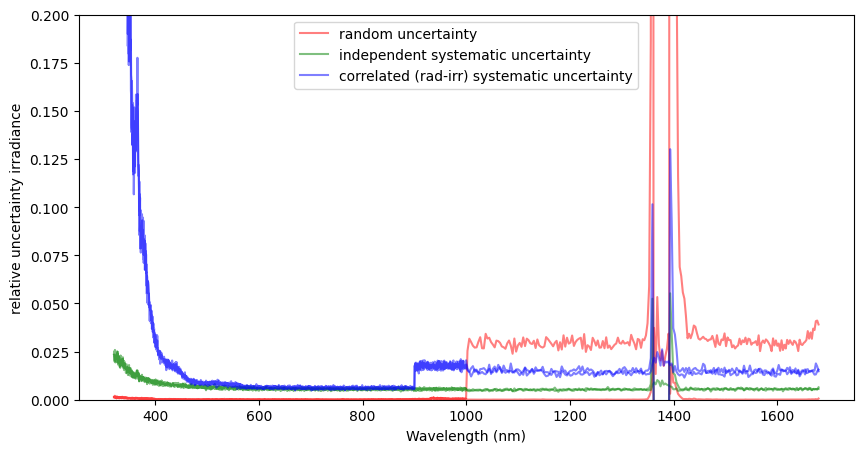 0.200
0.175
0.150
0.125
0.100
0.075
0.050
0.025
0.000
relative uncertainty irradiance
random uncertainty
independent systematic uncertainty
correlated (rad-irr) systematic uncertainty
400 600 800 1000 1200 1400 1600
Wavelength (nm)